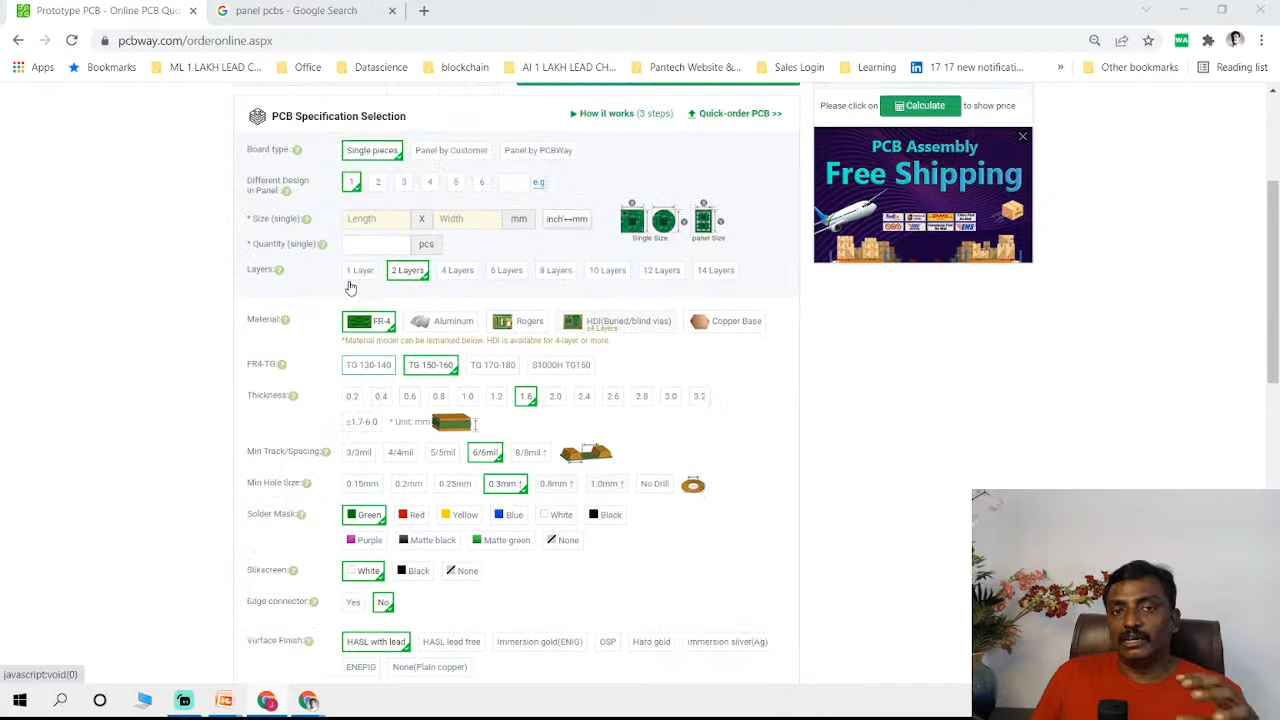 Prototype PCB - Online PCB Quo
panel pcbs - Google Search
pcbway.com/orderonline.aspx
Apps
Bookmarks
ML 1 LAKH LEAD C...
Office
Datascience
blockchain
AI 1 LAKH LEAD CH...
Pantech Website &...
Sales Login
Learning
17 17 new notificati...
Other bookmarks
Reading list
PCB Specification Selection
How it works (3 steps)
Quick-order PCB >>
Please click on Calculate to show price
Board type: Single pieces Panel by Customer Panel by PCBWay
PCB Assembly
Free Shipping
Different Design
in Panel:
1 2 3 4 5 6 e.g
* Size (single): Length X Width mm inch↔mm
Single Size
panel Size
* Quantity (single): pcs
Layers: 1 Layer 2 Layers 4 Layers 6 Layers 8 Layers 10 Layers 12 Layers 14 Layers
Material: FR-4 Aluminum Rogers HDI(Buried/blind vias) Copper Base
≥4 Layers
*Material model can be remarked below. HDI is available for 4-layer or more.
FR4-TG: TG 130-140 TG 150-160 TG 170-180 S1000H TG150
Thickness: 0.2 0.4 0.6 0.8 1.0 1.2 1.6 2.0 2.4 2.6 2.8 3.0 3.2
±1.7-6.0 * Unit: mm
Min Track/Spacing: 3/3mil 4/4mil 5/5mil 6/6mil 8/8mil ↑
Min Hole Size: 0.15mm 0.2mm 0.25mm 0.3mm ↑ 0.8mm ↑ 1.0mm ↑ No Drill
Solder Mask: Green Red Yellow Blue White Black
Purple Matte black Matte green None
Silkscreen: White Black None
Edge connector: Yes No
Surface Finish: HASL with lead HASL lead free Immersion gold(ENIG) OSP Hard gold Immersion silver(Ag)
ENEPIG None(Plain copper)
javascript:void(0)